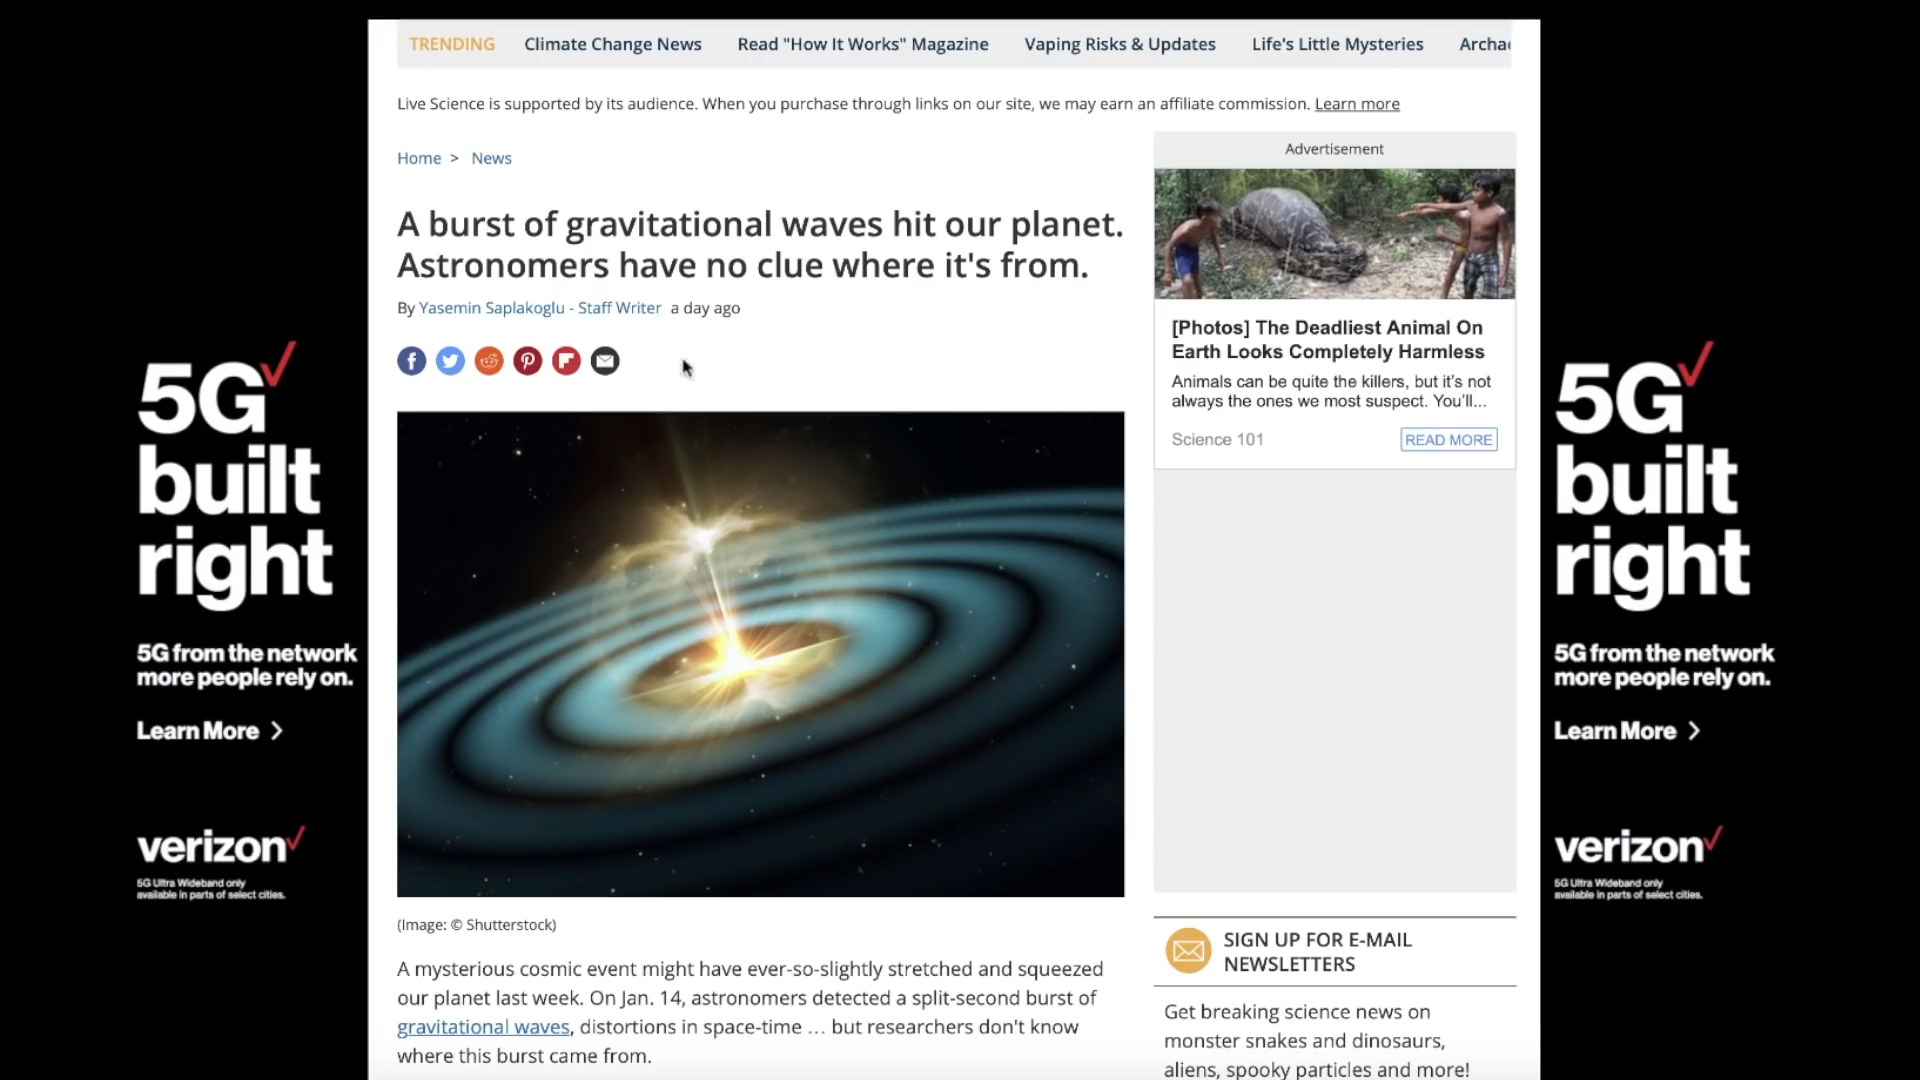 TRENDING Climate Change News Read "How It Works" Magazine Vaping Risks & Updates Life's Little Mysteries Archae
Live Science is supported by its audience. When you purchase through links on our site, we may earn an affiliate commission. Learn more
Home > News
A burst of gravitational waves hit our planet.
Astronomers have no clue where it's from.
By Yasemin Saplakoglu - Staff Writer a day ago
(Image: © Shutterstock)
A mysterious cosmic event might have ever-so-slightly stretched and squeezed
our planet last week. On Jan. 14, astronomers detected a split-second burst of
gravitational waves, distortions in space-time … but researchers don't know
where this burst came from.
Advertisement
[Photos] The Deadliest Animal On
Earth Looks Completely Harmless
Animals can be quite the killers, but it's not
always the ones we most suspect. You'll...
Science 101 READ MORE
SIGN UP FOR E-MAIL
NEWSLETTERS
Get breaking science news on
monster snakes and dinosaurs,
aliens, spooky particles and more!
5G
built
right
5G from the network
more people rely on.
Learn More >
verizon
5G Ultra Wideband only
available in parts of select cities.
5G
built
right
5G from the network
more people rely on.
Learn More >
verizon
5G Ultra Wideband only
available in parts of select cities.